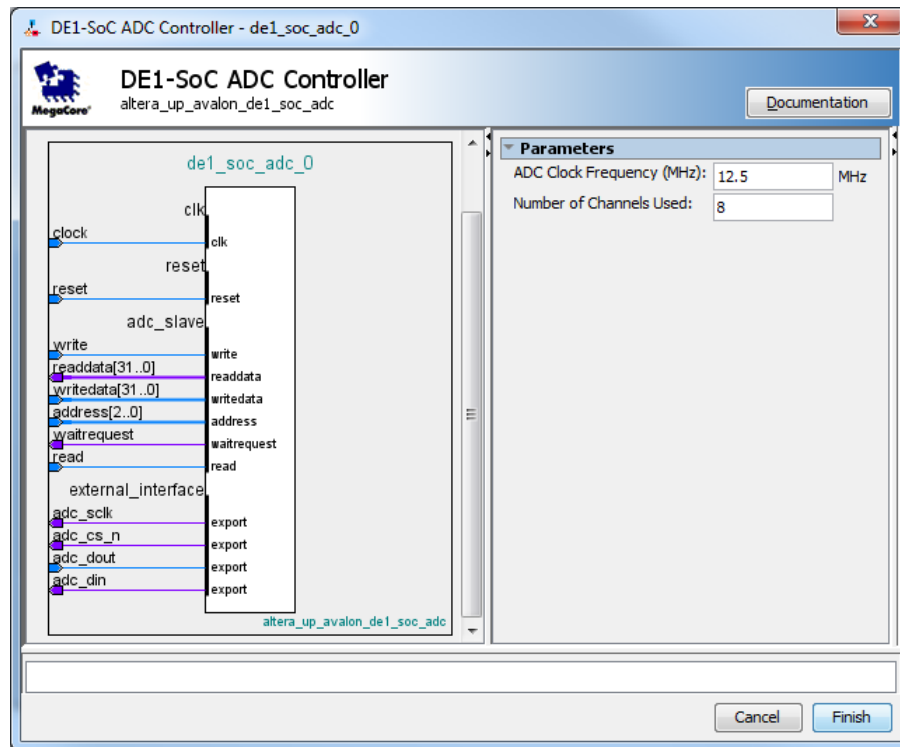 DE1-SoC ADC Controller - de1_soc_adc_0
DE1-SoC ADC Controller
altera_up_avalon_de1_soc_adc
MegaCore®
Documentation
de1_soc_adc_0
clk
clock
clk
reset
reset
reset
adc_slave
write
write
readdata[31..0]
readdata
writedata[31..0]
writedata
address[2..0]
address
waitrequest
waitrequest
read
read
external_interface
adc_sclk
export
adc_cs_n
export
adc_dout
export
adc_din
export
altera_up_avalon_de1_soc_adc
Parameters
ADC Clock Frequency (MHz): 12.5 MHz
Number of Channels Used: 8
Cancel Finish